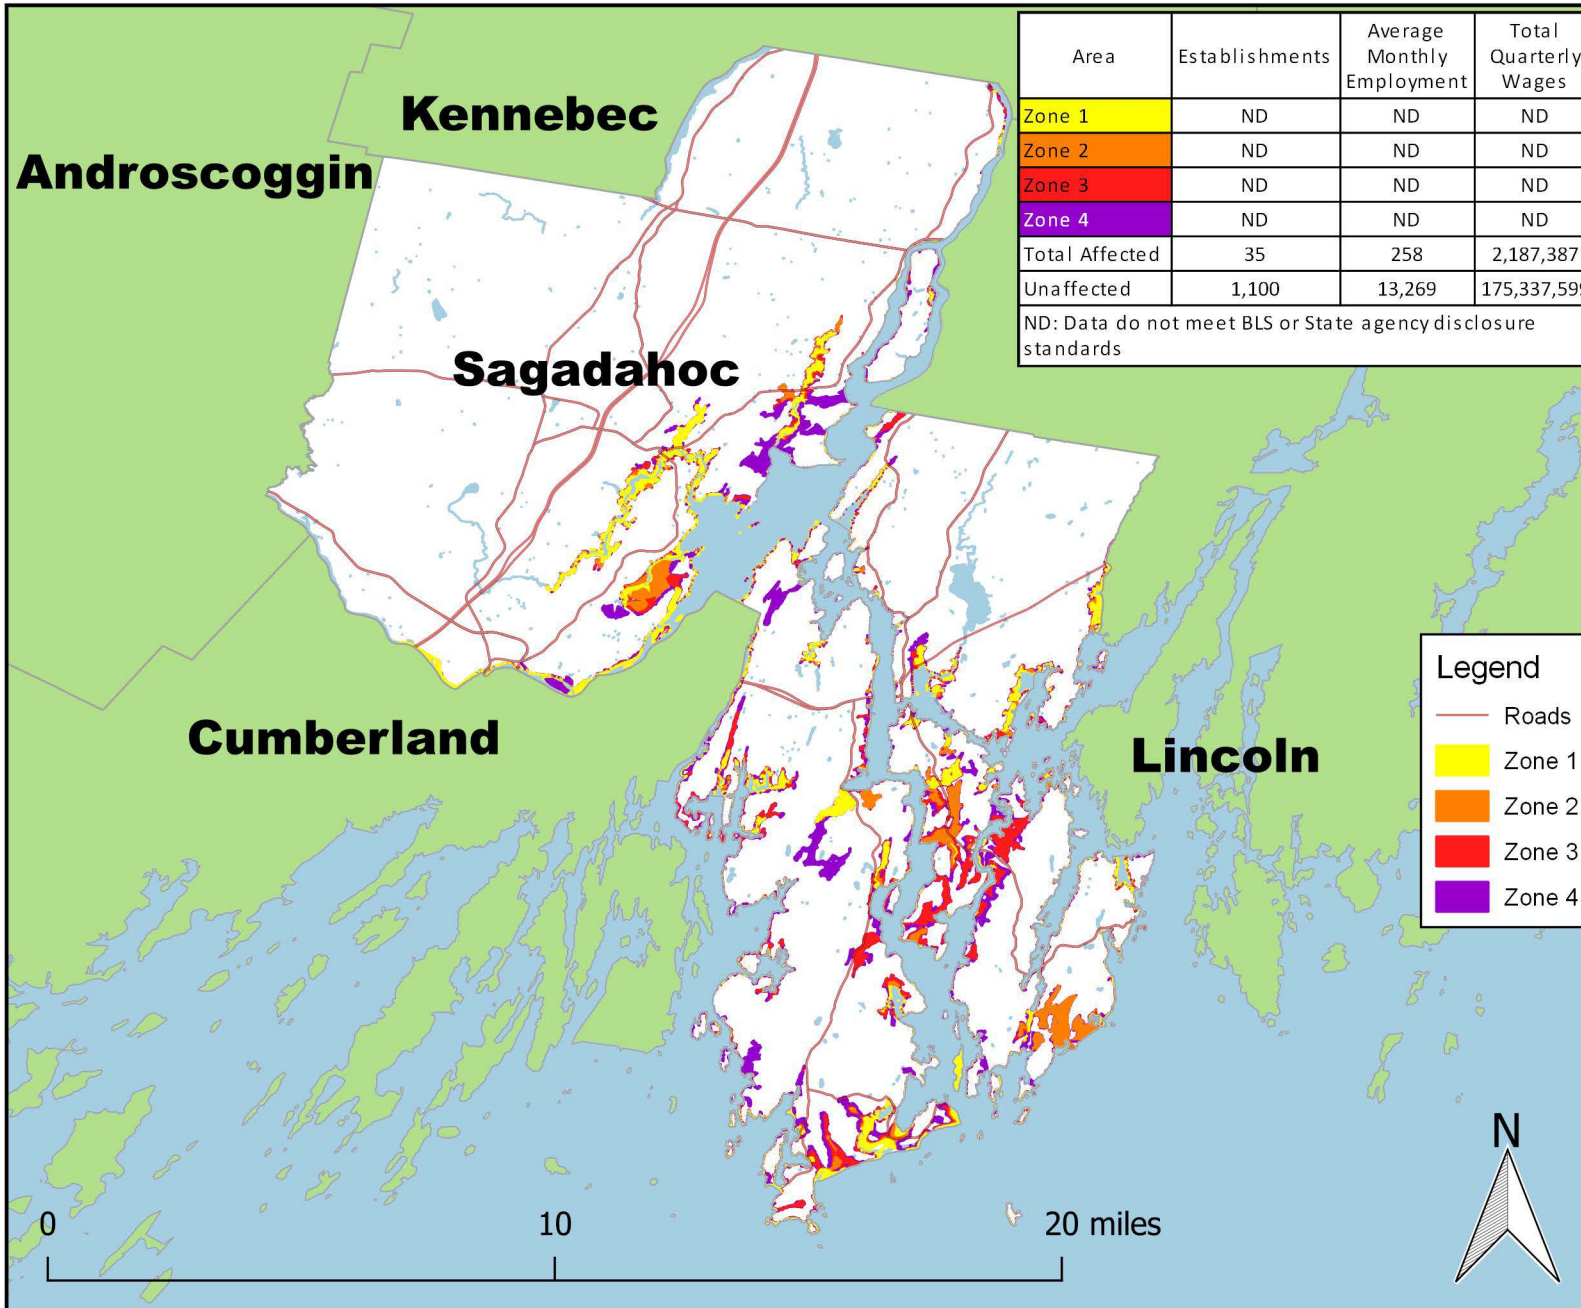 Area Establishments Average Monthly Employment Total Quarterly Wages
Zone 1 ND ND ND
Zone 2 ND ND ND
Zone 3 ND ND ND
Zone 4 ND ND ND
Total Affected 35 258 2,187,387
Unaffected 1,100 13,269 175,337,599
ND: Data do not meet BLS or State agency disclosure
standards
Kennebec
Androscoggin
Sagadahoc
Cumberland
Lincoln
Legend
Roads
Zone 1
Zone 2
Zone 3
Zone 4
N
0 10 20 miles